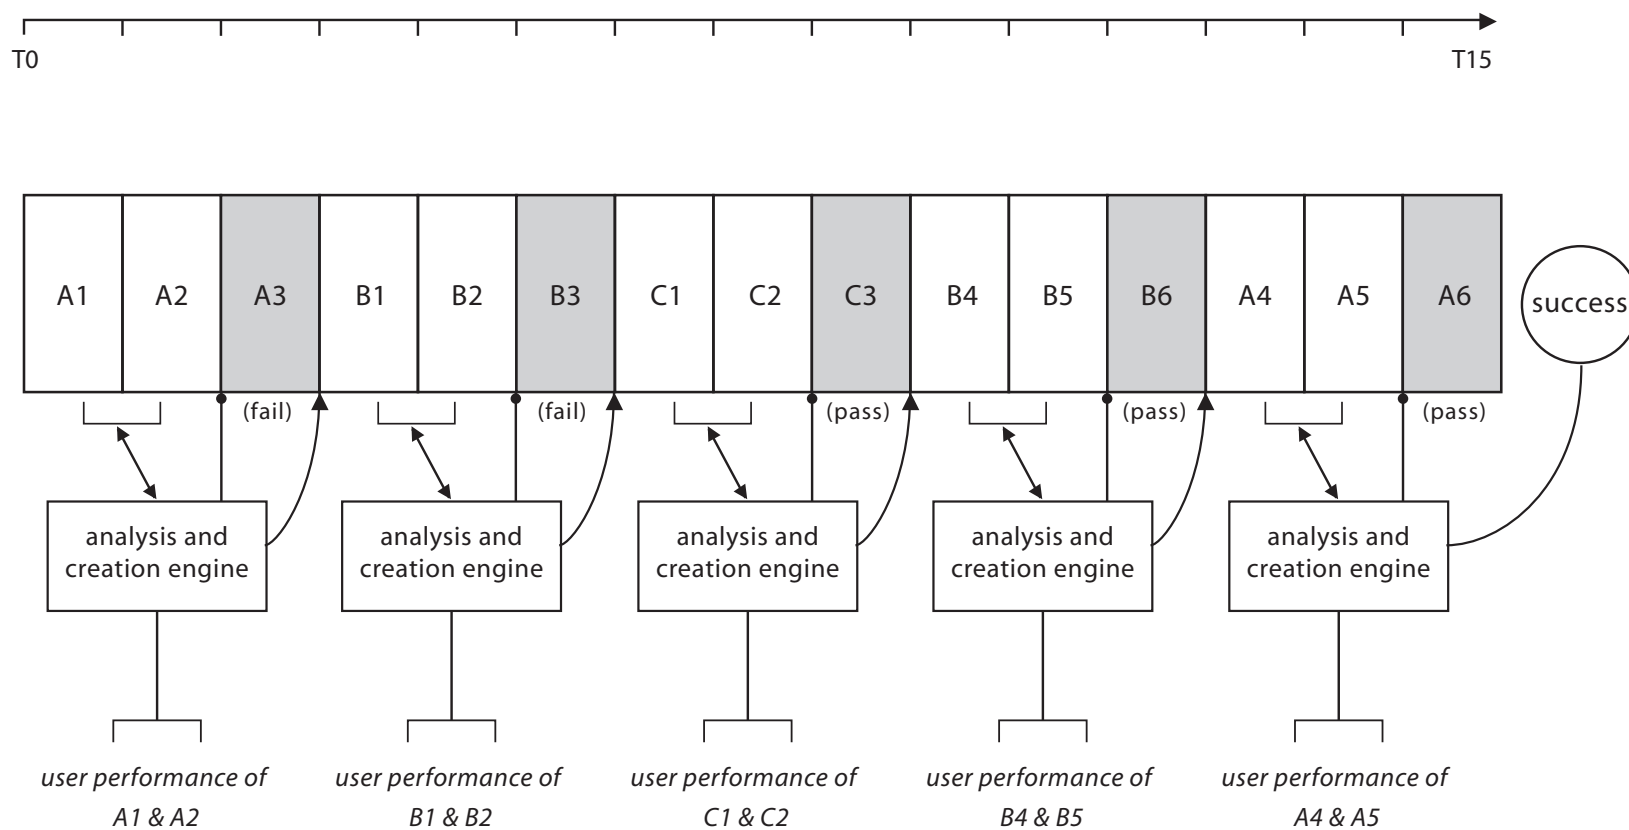 T0 T15
A1 A2 A3 B1 B2 B3 C1 C2 C3 B4 B5 B6 A4 A5 A6
success
(fail) (fail) (pass) (pass) (pass)
analysis and analysis and analysis and analysis and analysis and
creation engine creation engine creation engine creation engine creation engine
user performance of user performance of user performance of user performance of user performance of
A1 & A2 B1 & B2 C1 & C2 B4 & B5 A4 & A5